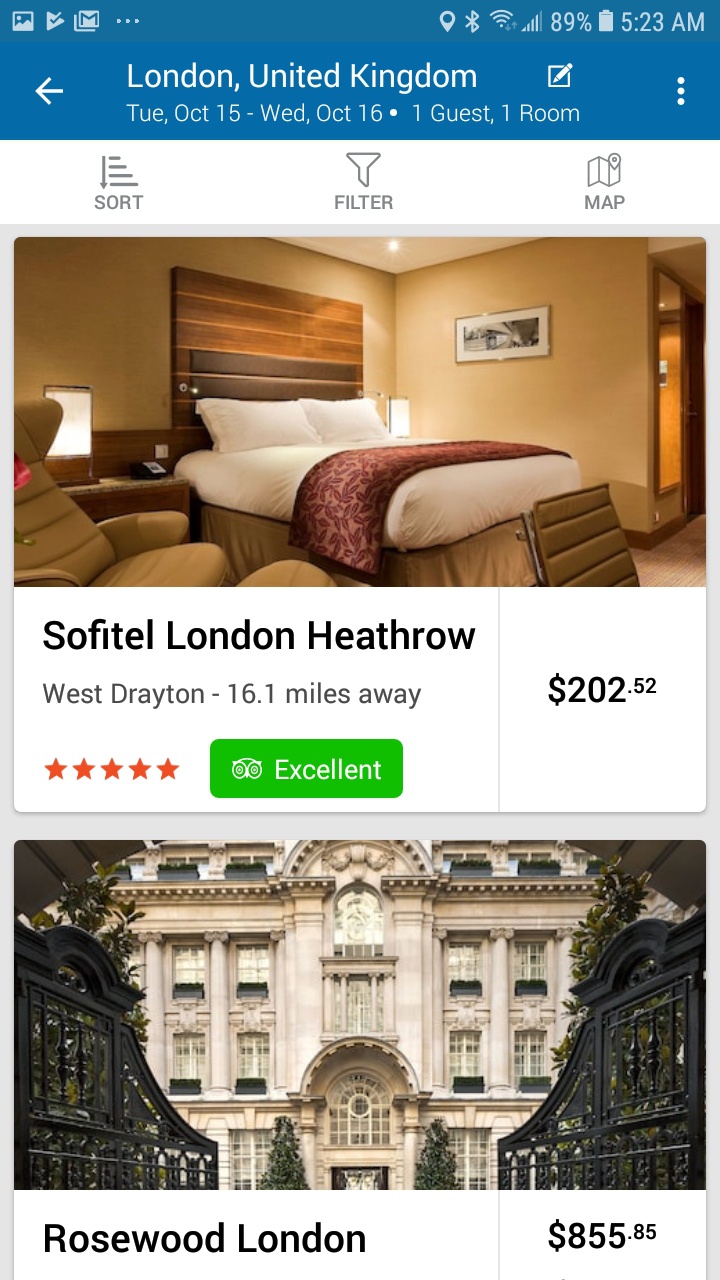 89% 5:23 AM
London, United Kingdom
Tue, Oct 15 - Wed, Oct 16 • 1 Guest, 1 Room
SORT FILTER MAP
Sofitel London Heathrow
West Drayton - 16.1 miles away
$202.52
Excellent
Rosewood London
$855.85